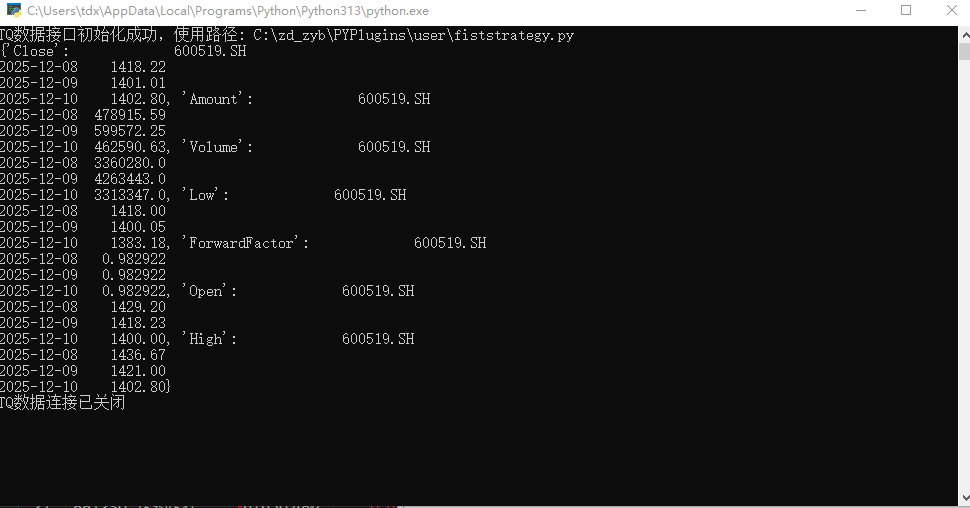 C:\Users\tdx\AppData\Local\Programs\Python\Python313\python.exe
TQ数据接口初始化成功，使用路径: C:\zd_zyb\PYPlugins\user\fiststrategy.py
{'Close':             600519.SH
2025-12-08    1418.22
2025-12-09    1401.01
2025-12-10    1402.80, 'Amount':             600519.SH
2025-12-08  478915.59
2025-12-09  599572.25
2025-12-10  462590.63, 'Volume':             600519.SH
2025-12-08  3360280.0
2025-12-09  4263443.0
2025-12-10  3313347.0, 'Low':             600519.SH
2025-12-08    1418.00
2025-12-09    1400.05
2025-12-10    1383.18, 'ForwardFactor':             600519.SH
2025-12-08   0.982922
2025-12-09   0.982922
2025-12-10   0.982922, 'Open':             600519.SH
2025-12-08    1429.20
2025-12-09    1418.23
2025-12-10    1400.00, 'High':             600519.SH
2025-12-08    1436.67
2025-12-09    1421.00
2025-12-10    1402.80}
TQ数据连接已关闭